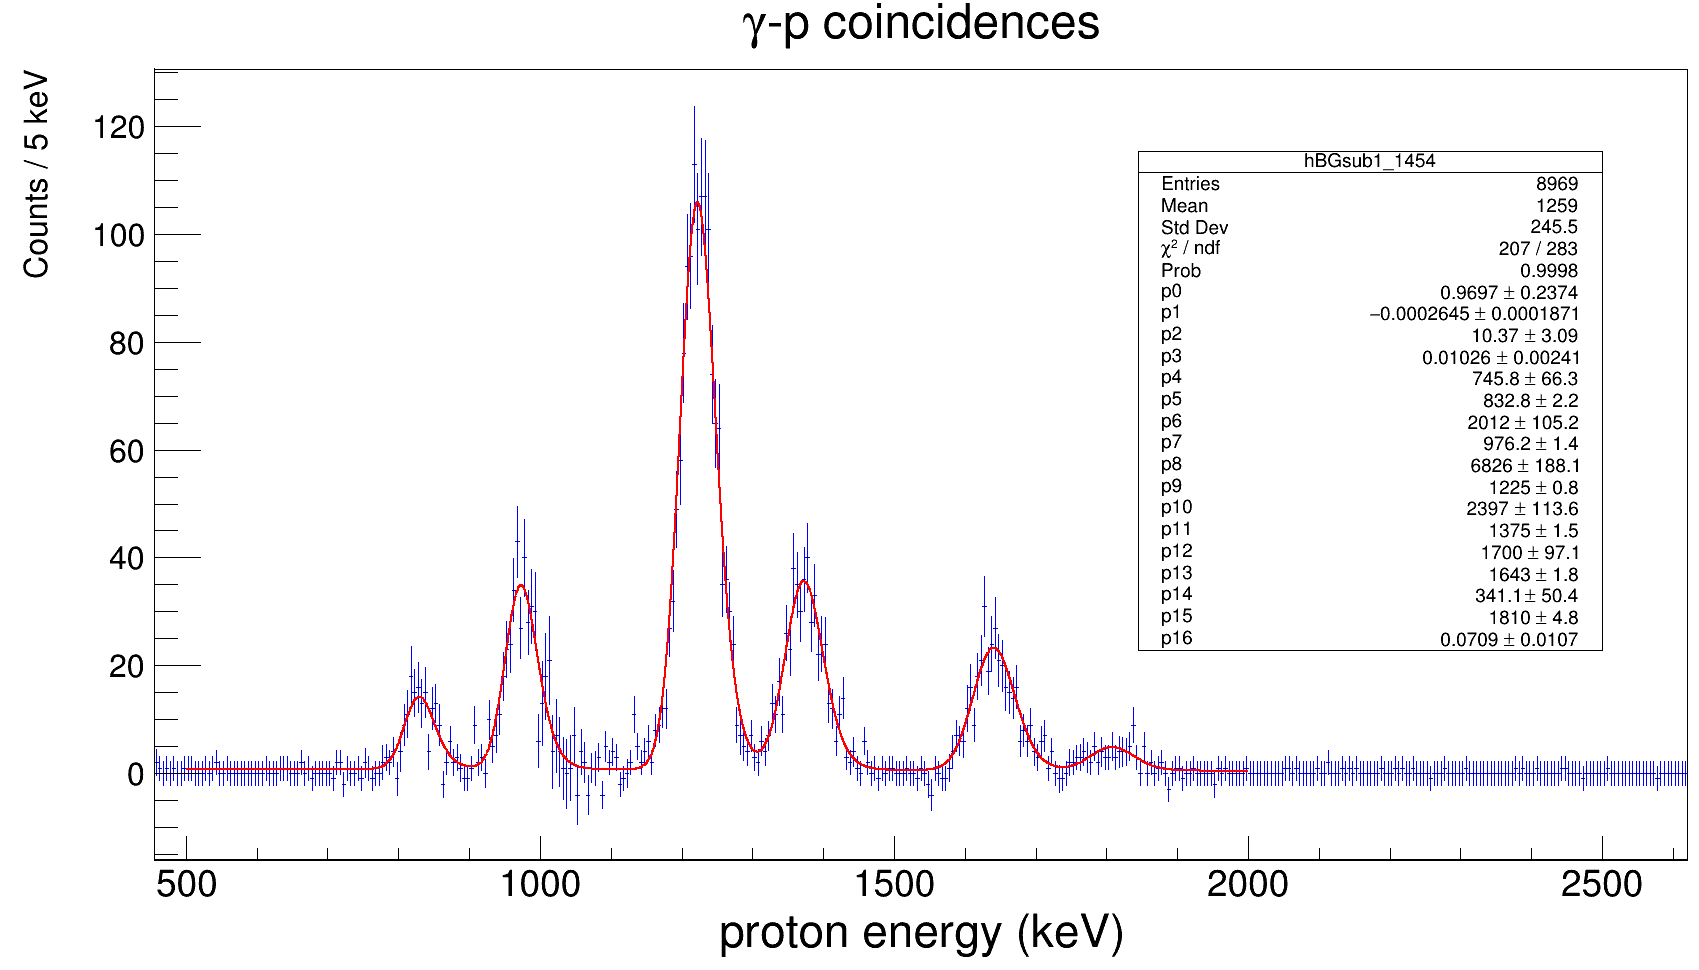 γ-p coincidences
Counts / 5 keV
120
100
80
60
40
20
0
hBGsub1_1454
Entries 8969
Mean 1259
Std Dev 245.5
χ² / ndf 207 / 283
Prob 0.9998
p0 0.9697 ± 0.2374
p1 −0.0002645 ± 0.0001871
p2 10.37 ± 3.09
p3 0.01026 ± 0.00241
p4 745.8 ± 66.3
p5 832.8 ± 2.2
p6 2012 ± 105.2
p7 976.2 ± 1.4
p8 6826 ± 188.1
p9 1225 ± 0.8
p10 2397 ± 113.6
p11 1375 ± 1.5
p12 1700 ± 97.1
p13 1643 ± 1.8
p14 341.1 ± 50.4
p15 1810 ± 4.8
p16 0.0709 ± 0.0107
500 1000 1500 2000 2500
proton energy (keV)